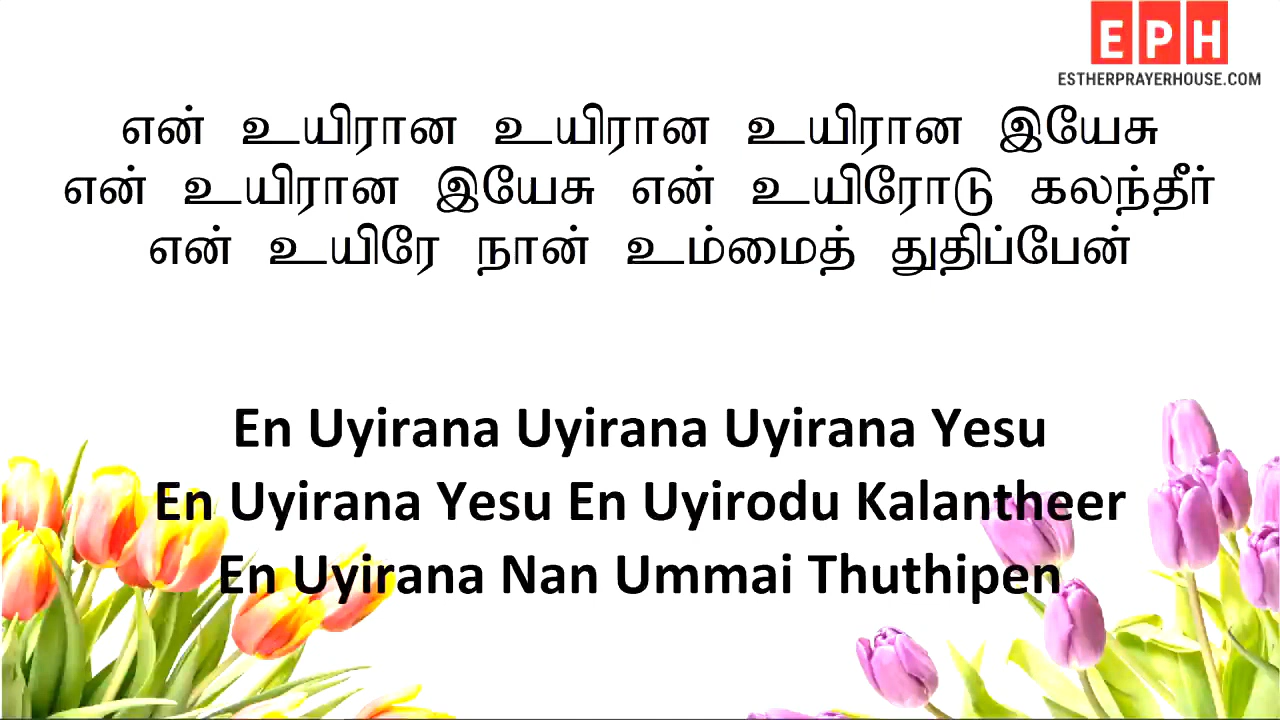 EPH
ESTHERPRAYERHOUSE.COM
என் உயிரான உயிரான உயிரான இயேசு
என் உயிரான இயேசு என் உயிரோடு கலந்தீர்
என் உயிரே நான் உம்மைத் துதிப்பேன்
En Uyirana Uyirana Uyirana Yesu
En Uyirana Yesu En Uyirodu Kalantheer
En Uyirana Nan Ummai Thuthipen